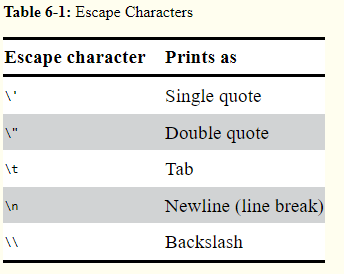 Table 6-1: Escape Characters
Escape character Prints as
\' Single quote
\" Double quote
\t Tab
\n Newline (line break)
\\ Backslash